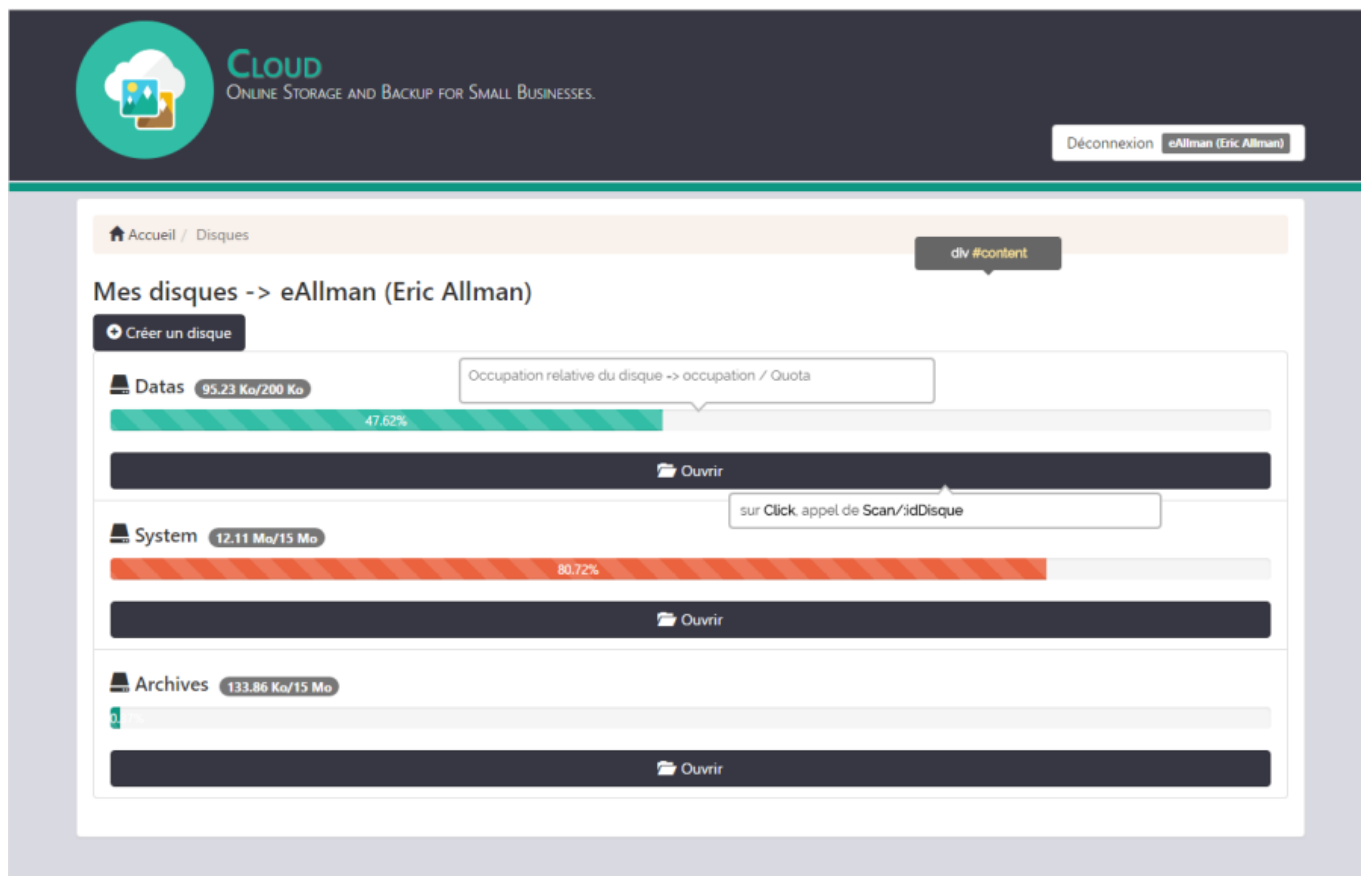 CLOUD
ONLINE STORAGE AND BACKUP FOR SMALL BUSINESSES.
Déconnexion eAllman (Eric Allman)
Accueil / Disques
div #content
Mes disques -> eAllman (Eric Allman)
Créer un disque
Datas 95.23 Ko/200 Ko
Occupation relative du disque -> occupation / Quota
47.62%
Ouvrir
sur Click, appel de Scan/:idDisque
System 12.11 Mo/15 Mo
80.72%
Ouvrir
Archives 133.86 Ko/15 Mo
Ouvrir